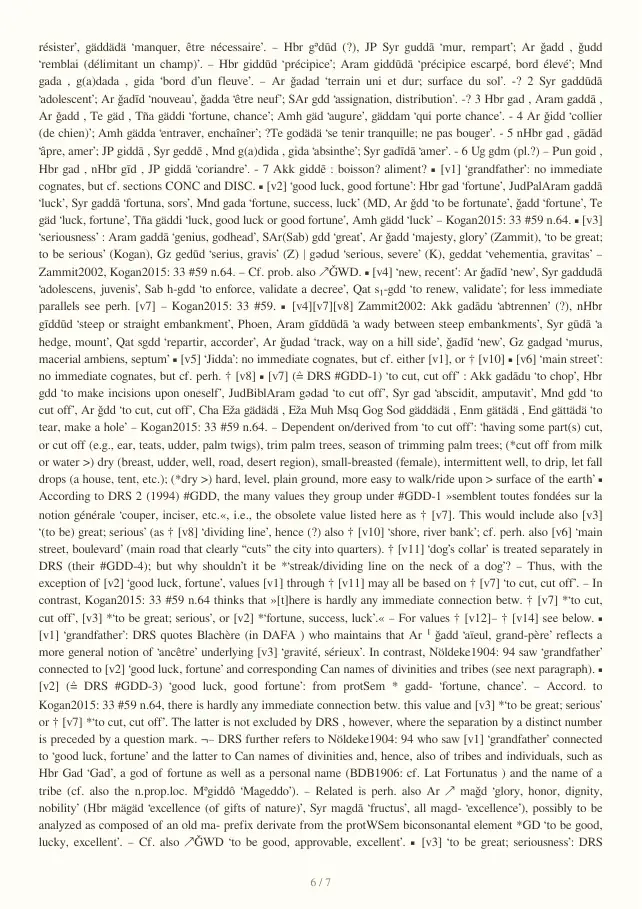 résister’, gäddädä ‘manquer, être nécessaire’. – Hbr gᵊdūd (?), JP Syr guddā ‘mur, rempart’; Ar ǧadd , ǧudd
‘remblai (délimitant un champ)’. – Hbr giddūd ‘précipice’; Aram giddūdā ‘précipice escarpé, bord élevé’; Mnd
gada , g(a)dada , gida ‘bord d’un fleuve’. – Ar ǧadad ‘terrain uni et dur; surface du sol’. -? 2 Syr gaddūdā
‘adolescent’; Ar ǧadīd ‘nouveau’, ǧadda ‘être neuf’; SAr gdd ‘assignation, distribution’. -? 3 Hbr gad , Aram gaddā ,
Ar ǧadd , Te gäd , Tña gäddi ‘fortune, chance’; Amh gäd ‘augure’, gäddam ‘qui porte chance’. - 4 Ar ǧidd ‘collier
(de chien)’; Amh gädda ‘entraver, enchaîner’; ?Te godädä ‘se tenir tranquille; ne pas bouger’. - 5 nHbr gad , gädäd
‘âpre, amer’; JP giddā , Syr geddē , Mnd g(a)dida , gida ‘absinthe’; Syr gadīdā ‘amer’. - 6 Ug gdm (pl.?) – Pun goid ,
Hbr gad , nHbr gīd , JP giddā ‘coriandre’. - 7 Akk giddē : boisson? aliment? ▪ [v1] ‘grandfather’: no immediate
cognates, but cf. sections CONC and DISC. ▪ [v2] ‘good luck, good fortune’: Hbr gad ‘fortune’, JudPalAram gaddā
‘luck’, Syr gaddā ‘fortuna, sors’, Mnd gada ‘fortune, success, luck’ (MD, Ar ǧdd ‘to be fortunate’, ǧadd ‘fortune’, Te
gäd ‘luck, fortune’, Tña gäddi ‘luck, good luck or good fortune’, Amh gädd ‘luck’ – Kogan2015: 33 #59 n.64. ▪ [v3]
‘seriousness’ : Aram gaddā ‘genius, godhead’, SAr(Sab) gdd ‘great’, Ar ǧadd ‘majesty, glory’ (Zammit), ‘to be great;
to be serious’ (Kogan), Gz gedūd ‘serius, gravis’ (Z) | gədud ‘serious, severe’ (K), geddat ‘vehementia, gravitas’ –
Zammit2002, Kogan2015: 33 #59 n.64. – Cf. prob. also ↗ǦWD. ▪ [v4] ‘new, recent’: Ar ǧadīd ‘new’, Syr gaddudā
‘adolescens, juvenis’, Sab h-gdd ‘to enforce, validate a decree’, Qat s₁-gdd ‘to renew, validate’; for less immediate
parallels see perh. [v7] – Kogan2015: 33 #59. ▪ [v4][v7][v8] Zammit2002: Akk gadādu ‘abtrennen’ (?), nHbr
gīddūd ‘steep or straight embankment’, Phoen, Aram gīddūdā ‘a wady between steep embankments’, Syr gūdā ‘a
hedge, mount’, Qat sgdd ‘repartir, accorder’, Ar ǧudad ‘track, way on a hill side’, ǧadīd ‘new’, Gz gadgad ‘murus,
macerial ambiens, septum’ ▪ [v5] ‘Jidda’: no immediate cognates, but cf. either [v1], or † [v10] ▪ [v6] ‘main street’:
no immediate cognates, but cf. perh. † [v8] ▪ [v7] (≙ DRS #GDD-1) ‘to cut, cut off’ : Akk gadādu ‘to chop’, Hbr
gdd ‘to make incisions upon oneself’, JudBiblAram gədad ‘to cut off’, Syr gad ‘abscidit, amputavit’, Mnd gdd ‘to
cut off’, Ar ǧdd ‘to cut, cut off’, Cha Eža gädädä , Eža Muh Msq Gog Sod gäddädä , Enm gätädä , End gättädä ‘to
tear, make a hole’ – Kogan2015: 33 #59 n.64. – Dependent on/derived from ‘to cut off’: ‘having some part(s) cut,
or cut off (e.g., ear, teats, udder, palm twigs), trim palm trees, season of trimming palm trees; (*cut off from milk
or water >) dry (breast, udder, well, road, desert region), small-breasted (female), intermittent well, to drip, let fall
drops (a house, tent, etc.); (*dry >) hard, level, plain ground, more easy to walk/ride upon > surface of the earth’ ▪
According to DRS 2 (1994) #GDD, the many values they group under #GDD-1 »semblent toutes fondées sur la
notion générale ‘couper, inciser, etc.«, i.e., the obsolete value listed here as † [v7]. This would include also [v3]
‘(to be) great; serious’ (as † [v8] ‘dividing line’, hence (?) also † [v10] ‘shore, river bank’; cf. perh. also [v6] ‘main
street, boulevard’ (main road that clearly “cuts” the city into quarters). † [v11] ‘dog’s collar’ is treated separately in
DRS (their #GDD-4); but why shouldn’t it be *‘streak/dividing line on the neck of a dog’? – Thus, with the
exception of [v2] ‘good luck, fortune’, values [v1] through † [v11] may all be based on † [v7] ‘to cut, cut off’. – In
contrast, Kogan2015: 33 #59 n.64 thinks that »[t]here is hardly any immediate connection betw. † [v7] *‘to cut,
cut off’, [v3] *‘to be great; serious’, or [v2] *‘fortune, success, luck’.« – For values † [v12]– † [v14] see below. ▪
[v1] ‘grandfather’: DRS quotes Blachère (in DAFA ) who maintains that Ar ¹ ǧadd ‘aïeul, grand-père’ reflects a
more general notion of ‘ancêtre’ underlying [v3] ‘gravité, sérieux’. In contrast, Nöldeke1904: 94 saw ‘grandfather’
connected to [v2] ‘good luck, fortune’ and corresponding Can names of divinities and tribes (see next paragraph). ▪
[v2] (≙ DRS #GDD-3) ‘good luck, good fortune’: from protSem * gadd- ‘fortune, chance’. – Accord. to
Kogan2015: 33 #59 n.64, there is hardly any immediate connection betw. this value and [v3] *‘to be great; serious’
or † [v7] *‘to cut, cut off’. The latter is not excluded by DRS , however, where the separation by a distinct number
is preceded by a question mark. ¬– DRS further refers to Nöldeke1904: 94 who saw [v1] ‘grandfather’ connected
to ‘good luck, fortune’ and the latter to Can names of divinities and, hence, also of tribes and individuals, such as
Hbr Gad ‘Gad’, a god of fortune as well as a personal name (BDB1906: cf. Lat Fortunatus ) and the name of a
tribe (cf. also the n.prop.loc. Mᵊgiddô ‘Mageddo’). – Related is perh. also Ar ↗ maǧd ‘glory, honor, dignity,
nobility’ (Hbr mägäd ‘excellence (of gifts of nature)’, Syr magdā ‘fructus’, all magd- ‘excellence’), possibly to be
analyzed as composed of an old ma- prefix derivate from the protWSem biconsonantal element *GD ‘to be good,
lucky, excellent’. – Cf. also ↗ǦWD ‘to be good, approvable, excellent’. ▪ [v3] ‘to be great; seriousness’: DRS
6 / 7